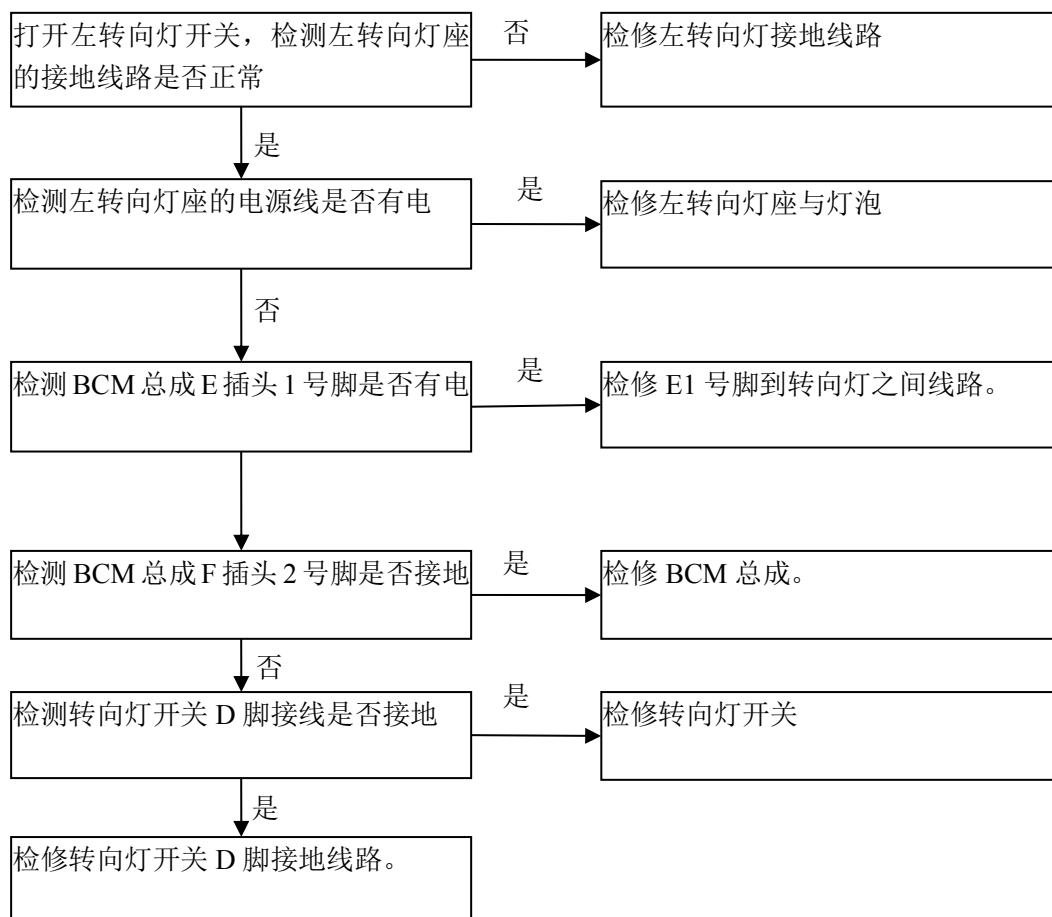 打开左转向灯开关，检测左转向灯座
的接地线路是否正常
否
检修左转向灯接地线路
是
检测左转向灯座的电源线是否有电
是
检修左转向灯座与灯泡
否
检测 BCM 总成 E 插头 1 号脚是否有电
是
检修 E1 号脚到转向灯之间线路。
检测 BCM 总成 F 插头 2 号脚是否接地
是
检修 BCM 总成。
否
检测转向灯开关 D 脚接线是否接地
是
检修转向灯开关
是
检修转向灯开关 D 脚接地线路。